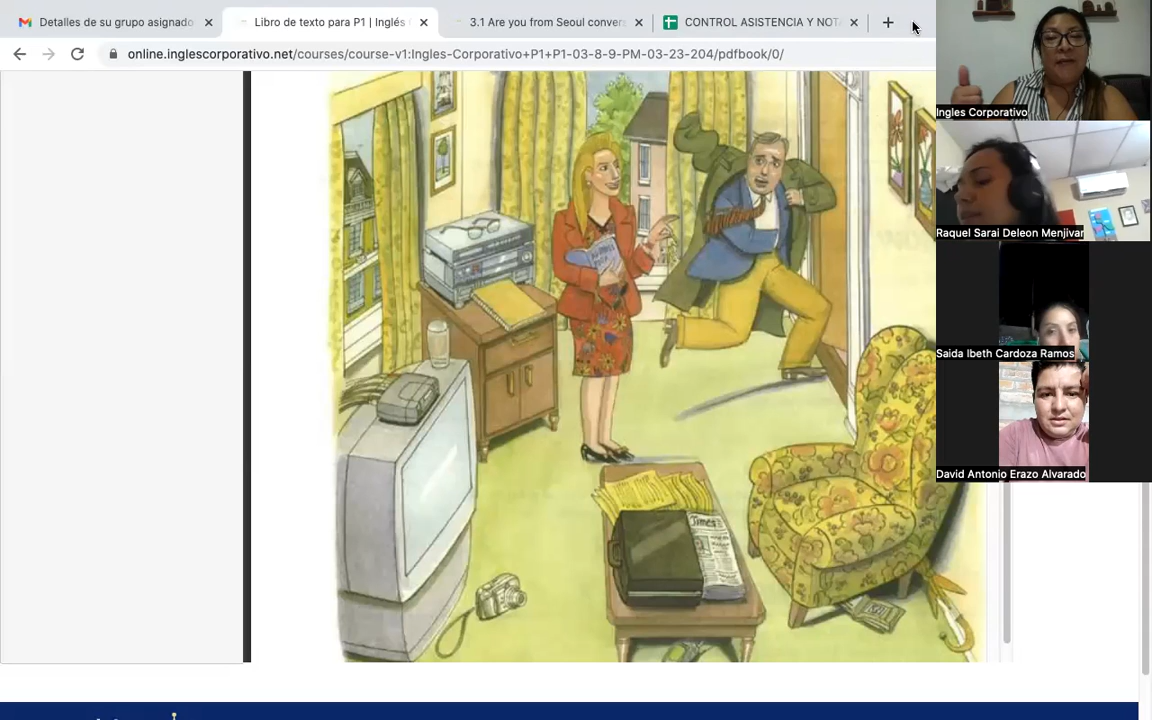 Detalles de su grupo asignado
Libro de texto para P1 | Inglés
3.1 Are you from Seoul convers
CONTROL ASISTENCIA Y NOT
online.inglescorporativo.net/courses/course-v1:Ingles-Corporativo+P1+P1-03-8-9-PM-03-23-204/pdfbook/0/
Ingles Corporativo
Raquel Sarai Deleon Menjivar
Saida Ibeth Cardoza Ramos
David Antonio Erazo Alvarado
Times